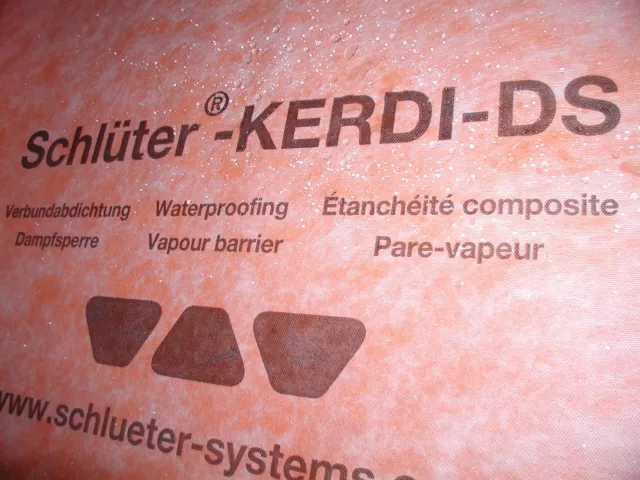 Schlüter®-KERDI-DS
Verbundabdichtung Waterproofing Étanchéité composite
Dampfsperre Vapour barrier Pare-vapeur
www.schlueter-systems.